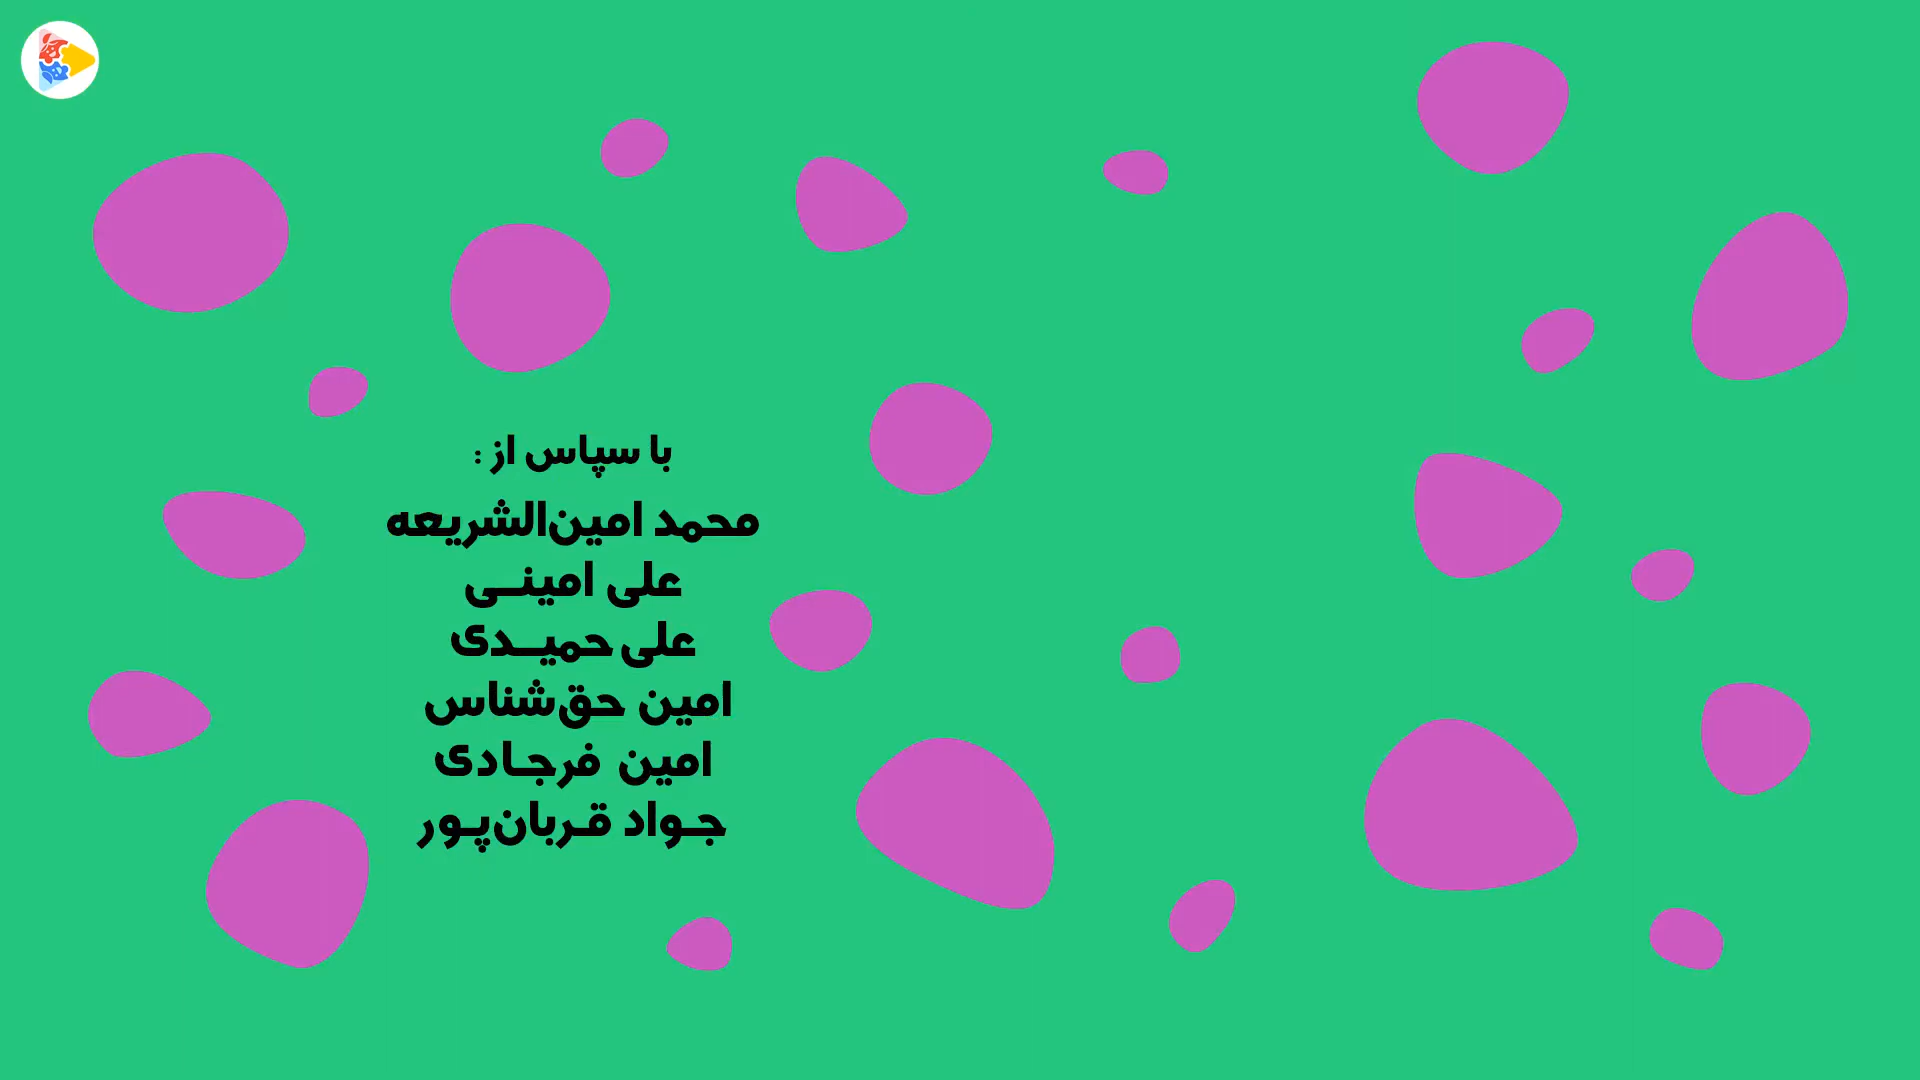 با سپاس از :
محمد امین‌الشریعه
علی امینــی
علی حمیــدی
امین حق‌شناس
امین فرجـادی
جـواد قـربان‌پـور